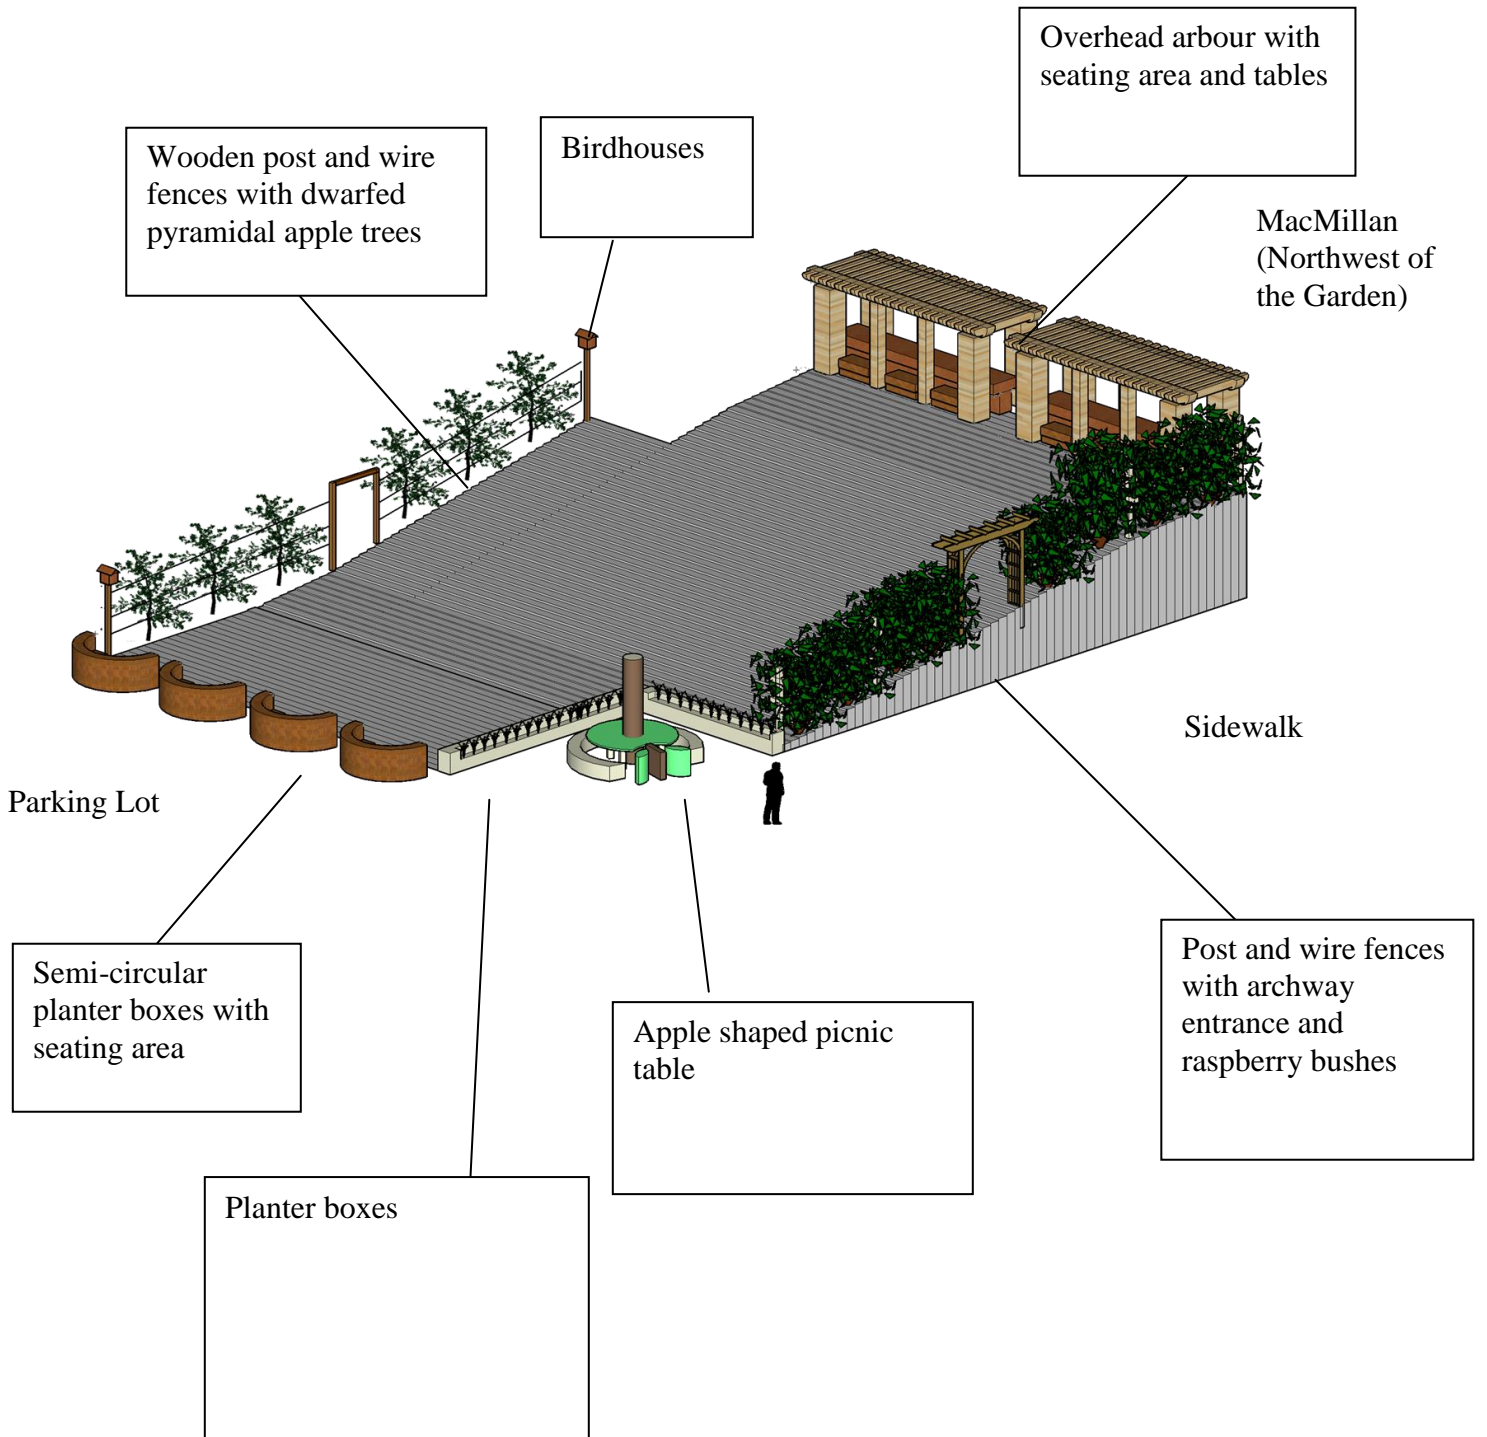 Overhead arbour with
seating area and tables
Birdhouses
Wooden post and wire
fences with dwarfed
pyramidal apple trees
MacMillan
(Northwest of
the Garden)
Sidewalk
Parking Lot
Semi-circular
planter boxes with
seating area
Post and wire fences
with archway
entrance and
raspberry bushes
Apple shaped picnic
table
Planter boxes